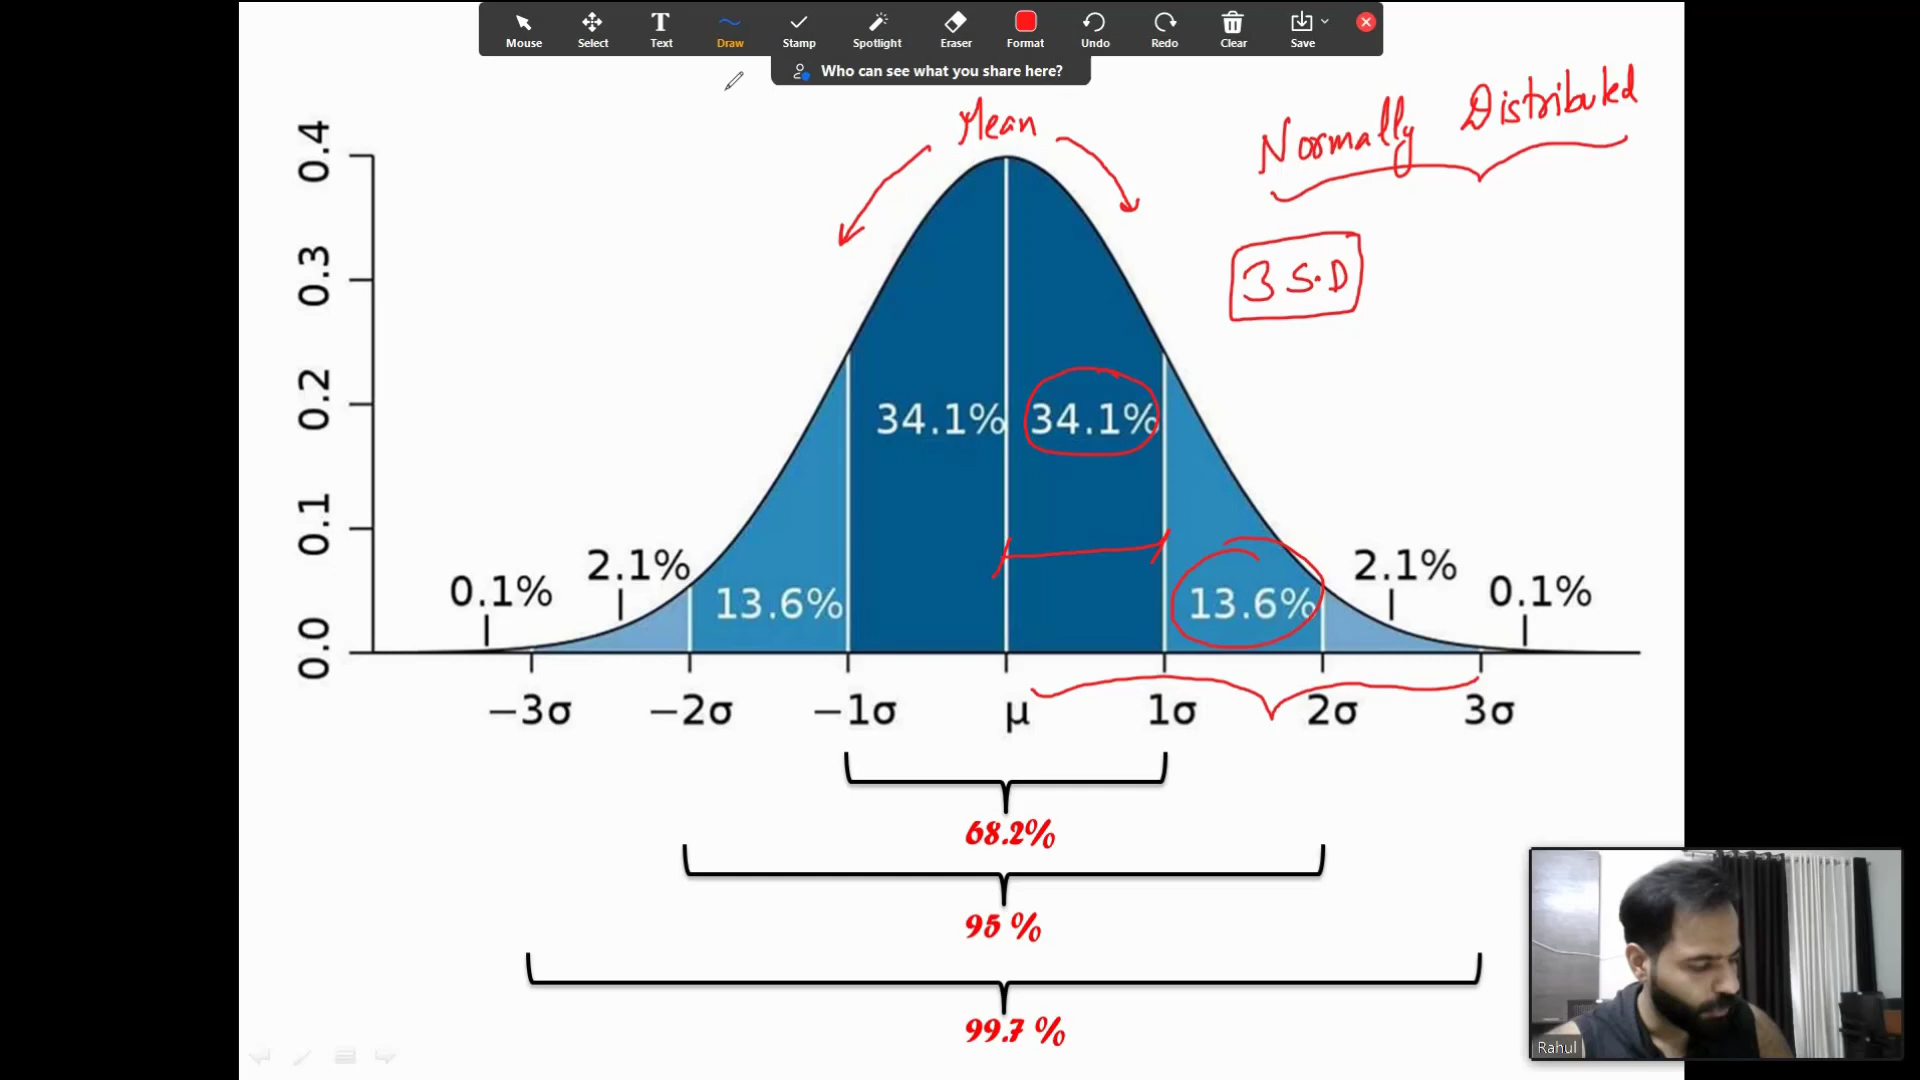 Mouse Select Text Draw Stamp Spotlight Eraser Format Undo Redo Clear Save
Who can see what you share here?
Mean
Normally Distributed
3 S.D
0.4
0.3
0.2
0.1
0.0
34.1% 34.1%
0.1% 2.1% 13.6% 13.6% 2.1% 0.1%
−3σ −2σ −1σ μ 1σ 2σ 3σ
68.2%
95 %
99.7 %
Rahul